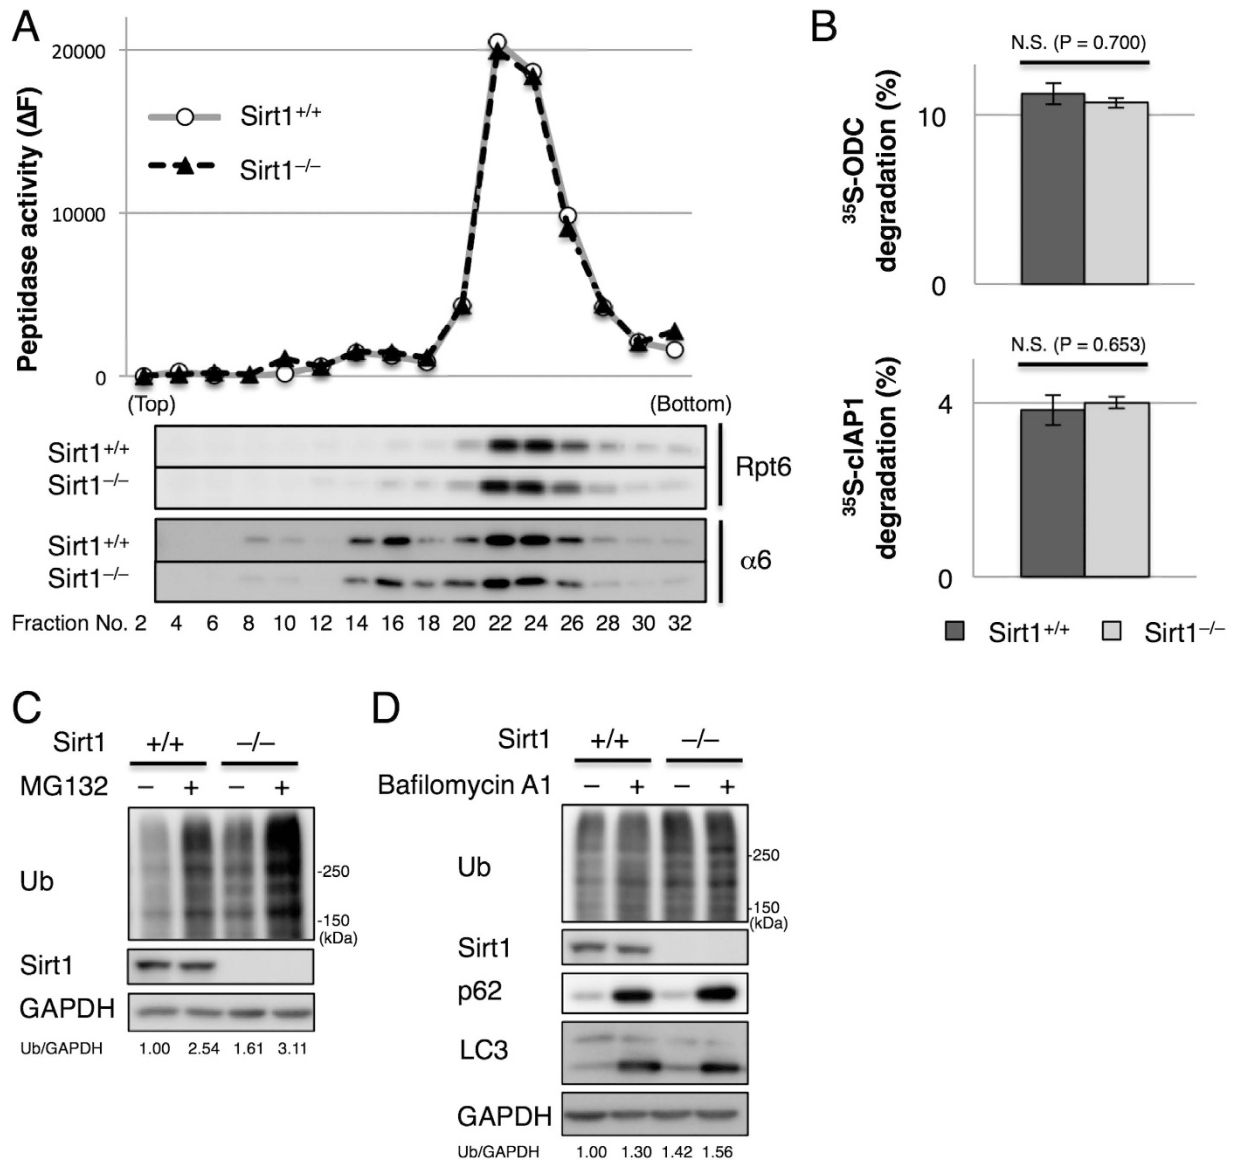 A
20000
10000
0
Peptidase activity (ΔF)
Sirt1+/+
Sirt1–/–
(Top)
(Bottom)
Sirt1+/+
Sirt1–/–
Rpt6
Sirt1+/+
Sirt1–/–
α6
Fraction No. 2 4 6 8 10 12 14 16 18 20 22 24 26 28 30 32
B
N.S. (P = 0.700)
35S-ODC
degradation (%)
10
0
N.S. (P = 0.653)
35S-cIAP1
degradation (%)
4
0
Sirt1+/+ Sirt1–/–
C
Sirt1 +/+ –/–
MG132 – + – +
Ub
-250
-150
(kDa)
Sirt1
GAPDH
Ub/GAPDH 1.00 2.54 1.61 3.11
D
Sirt1 +/+ –/–
Bafilomycin A1 – + – +
Ub
-250
-150
(kDa)
Sirt1
p62
LC3
GAPDH
Ub/GAPDH 1.00 1.30 1.42 1.56